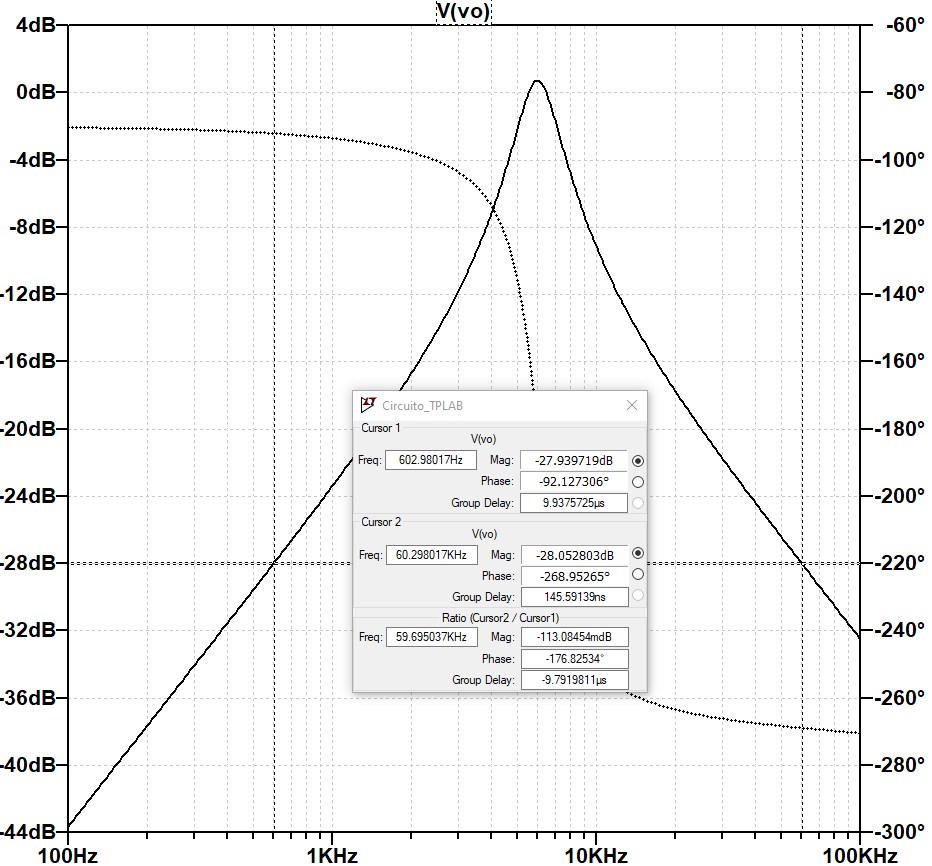 V(vo)
4dB
0dB
-4dB
-8dB
-12dB
-16dB
-20dB
-24dB
-28dB
-32dB
-36dB
-40dB
-44dB
-60°
-80°
-100°
-120°
-140°
-160°
-180°
-200°
-220°
-240°
-260°
-280°
-300°
100Hz 1KHz 10KHz 100KHz
Circuito_TPLAB
Cursor 1
V(vo)
Freq: 602.98017Hz Mag: -27.939719dB
Phase: -92.127306°
Group Delay: 9.9375725µs
Cursor 2
V(vo)
Freq: 60.298017KHz Mag: -28.052803dB
Phase: -268.95265°
Group Delay: 145.59139ns
Ratio (Cursor2 / Cursor1)
Freq: 59.695037KHz Mag: -113.08454mdB
Phase: -176.82534°
Group Delay: -9.7919811µs